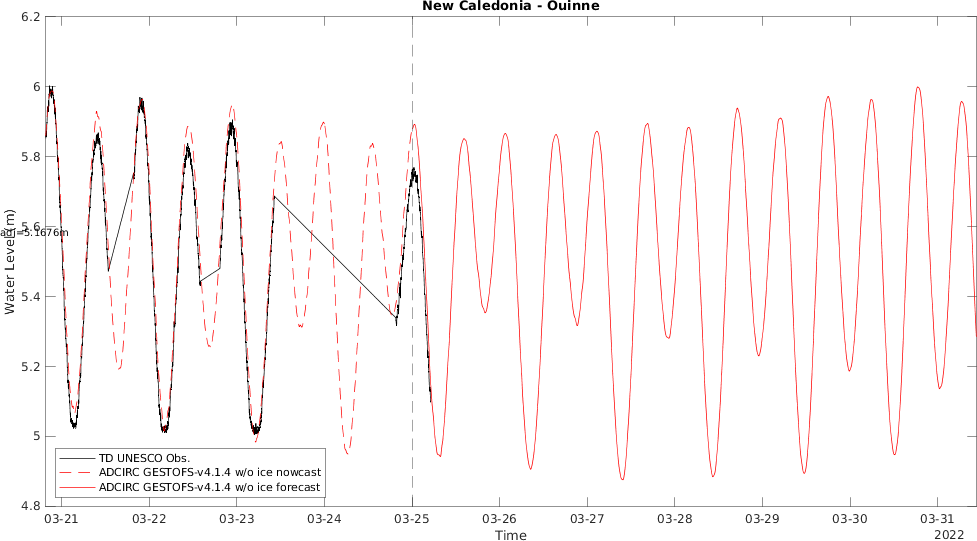 New Caledonia - Ouinne
6.2
6
5.8
5.6
5.4
5.2
5
4.8
Water Level (m)
adj=5.1676m
TD UNESCO Obs.
ADCIRC GESTOFS-v4.1.4 w/o ice nowcast
ADCIRC GESTOFS-v4.1.4 w/o ice forecast
03-21 03-22 03-23 03-24 03-25 03-26 03-27 03-28 03-29 03-30 03-31
Time
2022